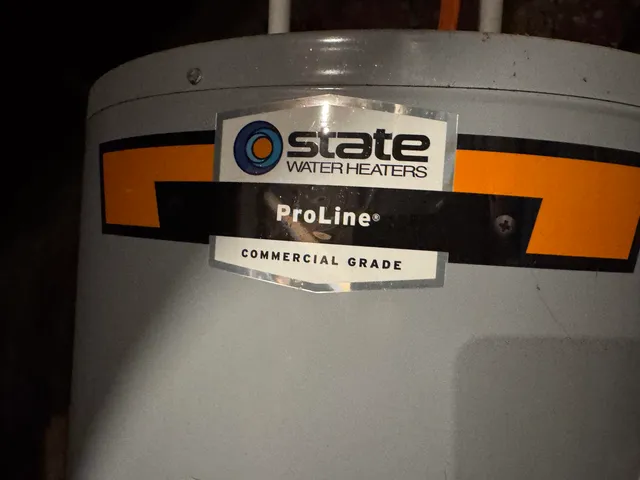 state
WATER HEATERS
ProLine®
COMMERCIAL GRADE